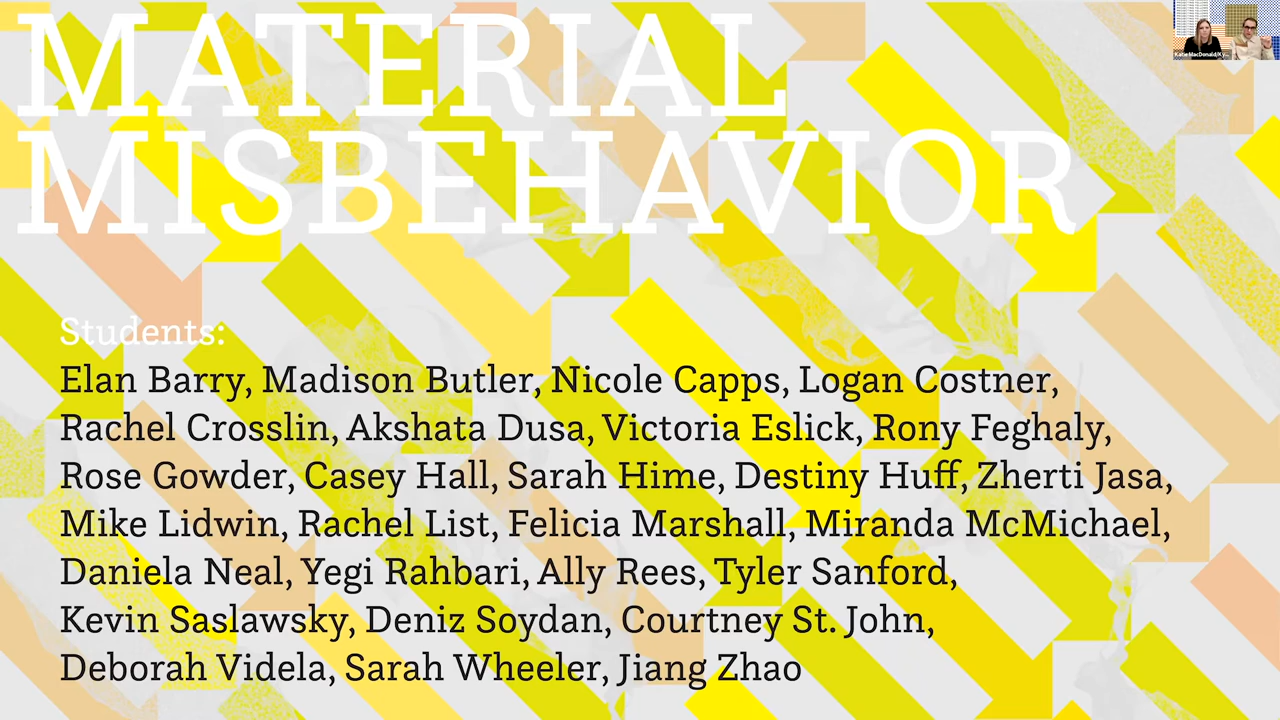 MATERIAL
MISBEHAVIOR
Students:
Elan Barry, Madison Butler, Nicole Capps, Logan Costner,
Rachel Crosslin, Akshata Dusa, Victoria Eslick, Rony Feghaly,
Rose Gowder, Casey Hall, Sarah Hime, Destiny Huff, Zherti Jasa,
Mike Lidwin, Rachel List, Felicia Marshall, Miranda McMichael,
Daniela Neal, Yegi Rahbari, Ally Rees, Tyler Sanford,
Kevin Saslawsky, Deniz Soydan, Courtney St. John,
Deborah Videla, Sarah Wheeler, Jiang Zhao
Katie MacDonald/Ky...